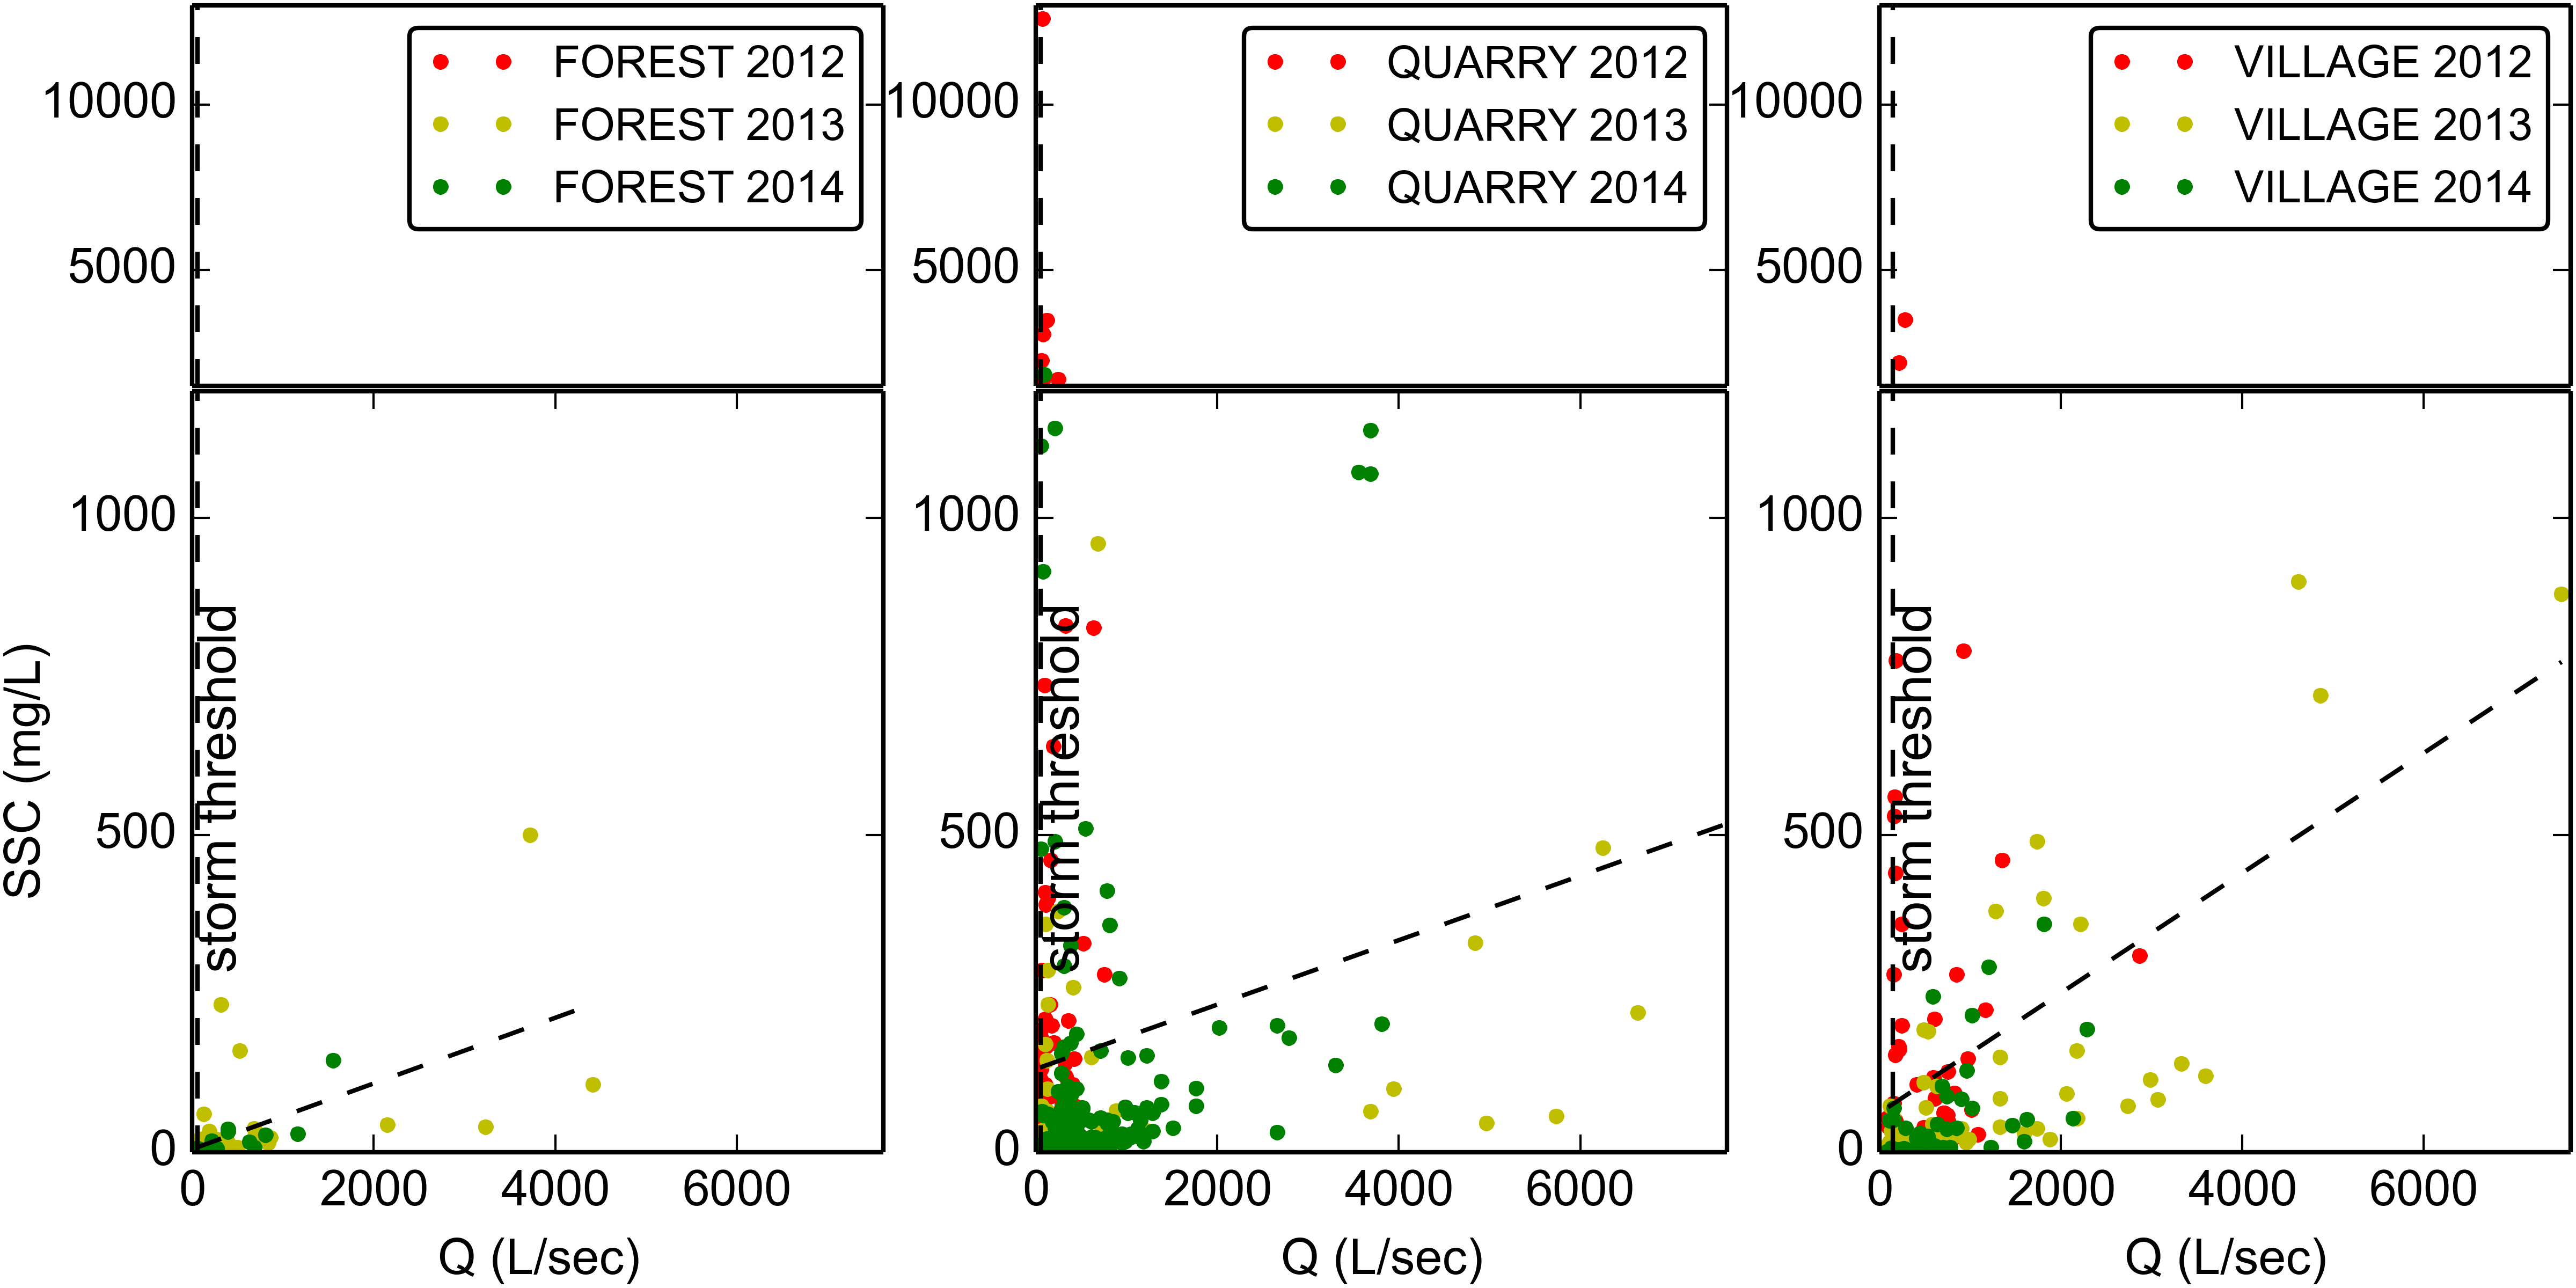 FOREST 2012
FOREST 2013
FOREST 2014
10000
5000
QUARRY 2012
QUARRY 2013
QUARRY 2014
10000
5000
VILLAGE 2012
VILLAGE 2013
VILLAGE 2014
10000
5000
SSC (mg/L)
1000
500
0
storm threshold
0
2000
4000
6000
Q (L/sec)
1000
500
0
storm threshold
0
2000
4000
6000
Q (L/sec)
1000
500
0
storm threshold
0
2000
4000
6000
Q (L/sec)